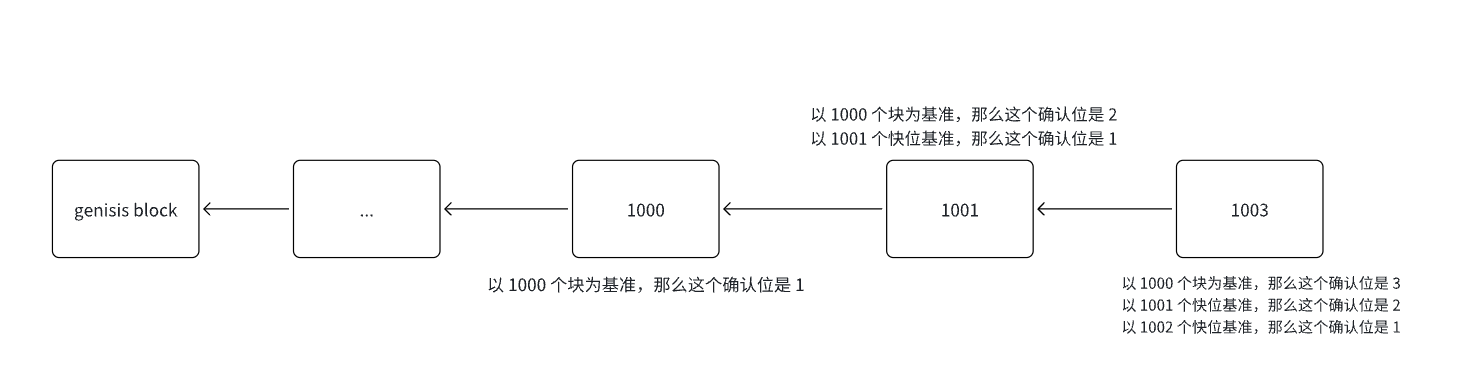 以 1000 个块为基准，那么这个确认位是 2
以 1001 个快位基准，那么这个确认位是 1
genisis block
...
1000
1001
1003
以 1000 个块为基准，那么这个确认位是 1
以 1000 个块为基准，那么这个确认位是 3
以 1001 个快位基准，那么这个确认位是 2
以 1002 个快位基准，那么这个确认位是 1